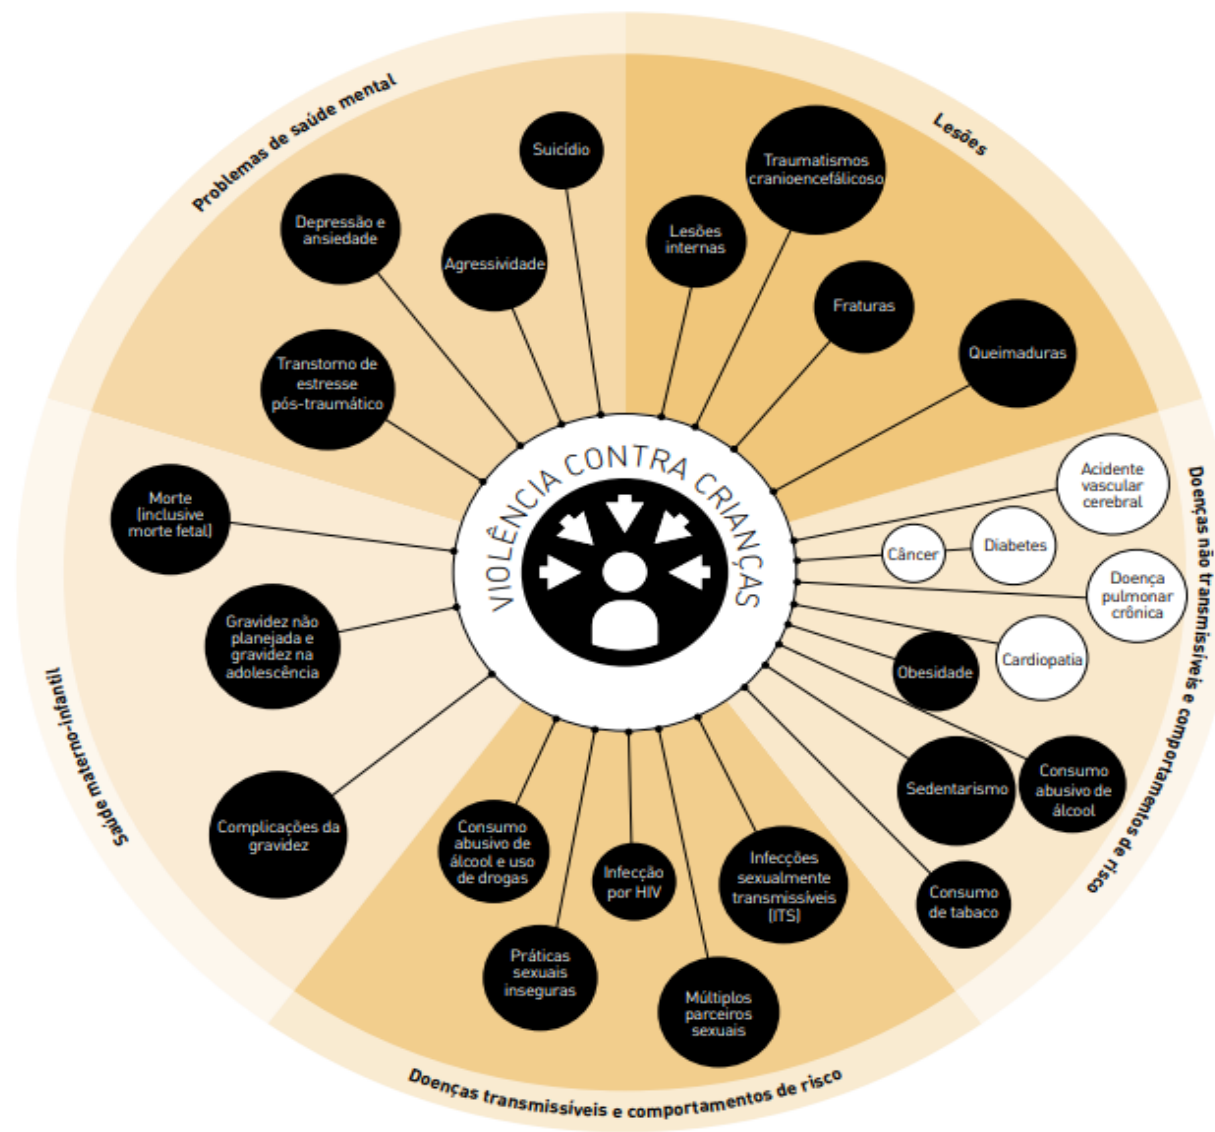 Problemas de saúde mental
Suicídio
Depressão e
ansiedade
Agressividade
Transtorno de
estresse
pós-traumático
Lesões
Traumatismos
cranioencefálicoso
Lesões
internas
Fraturas
Queimaduras
VIOLÊNCIA CONTRA CRIANÇAS
Doenças não transmissíveis e comportamentos de risco
Acidente
vascular
cerebral
Câncer
Diabetes
Doença
pulmonar
crônica
Cardiopatia
Obesidade
Sedentarismo
Consumo
abusivo de
álcool
Consumo
de tabaco
Saúde materno-infantil
Morte
(inclusive
morte fetal)
Gravidez não
planejada e
gravidez na
adolescência
Complicações da
gravidez
Consumo
abusivo de
álcool e uso
de drogas
Práticas
sexuais
inseguras
Infecção
por HIV
Múltiplos
parceiros
sexuais
Infecções
sexualmente
transmissíveis
(ITS)
Doenças transmissíveis e comportamentos de risco